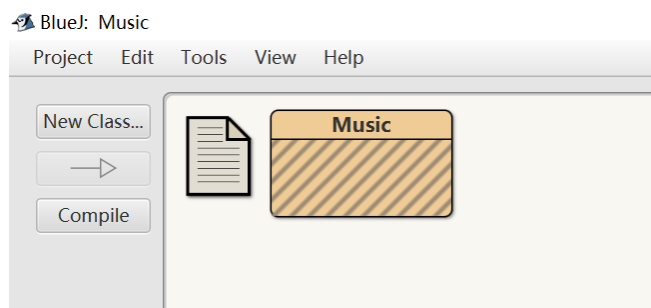 BlueJ: Music
Project Edit Tools View Help
New Class...
Music
Compile